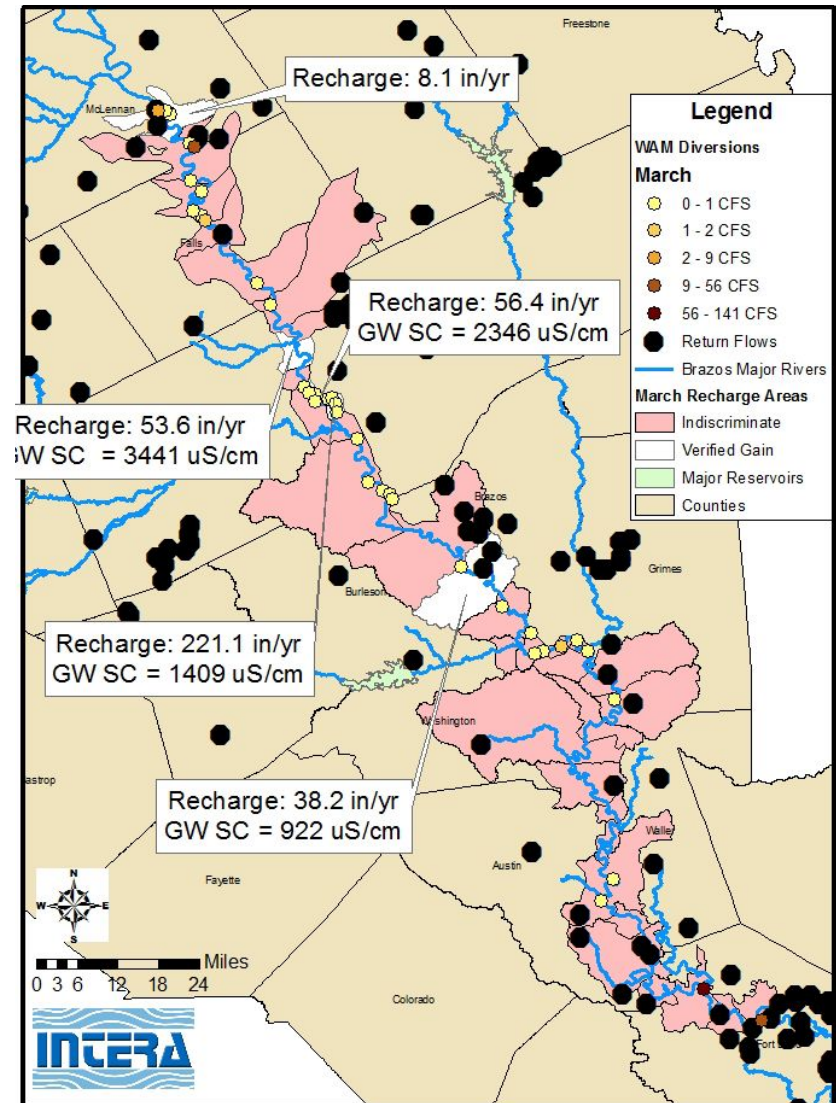 Freestone
Recharge: 8.1 in/yr
McLennan
Legend
WAM Diversions
March
0 - 1 CFS
1 - 2 CFS
2 - 9 CFS
9 - 56 CFS
56 - 141 CFS
Return Flows
Brazos Major Rivers
March Recharge Areas
Indiscriminate
Verified Gain
Major Reservoirs
Counties
Falls
Recharge: 56.4 in/yr
GW SC = 2346 uS/cm
Recharge: 53.6 in/yr
GW SC = 3441 uS/cm
Brazos
Grimes
Burleson
Recharge: 221.1 in/yr
GW SC = 1409 uS/cm
Washington
astrop
Recharge: 38.2 in/yr
GW SC = 922 uS/cm
Waller
Austin
Fayette
N
W E
S
Miles
0 3 6 12 18 24
Colorado
INTERA
Fort